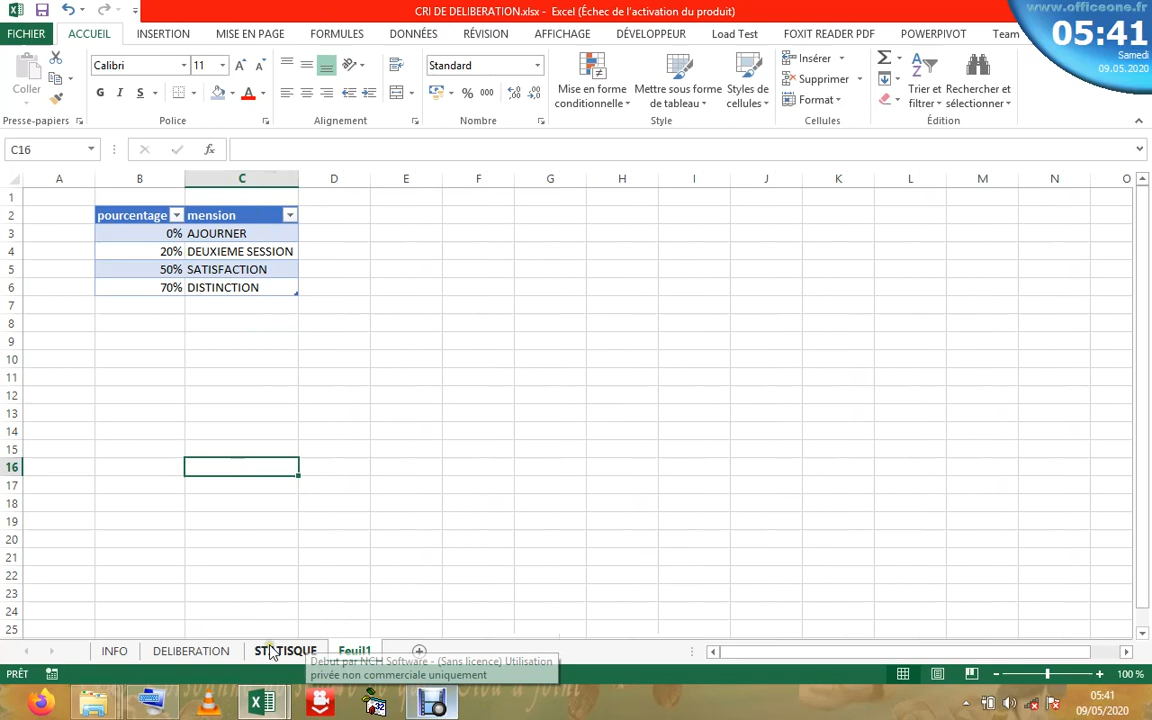 CRI DE DELIBERATION.xlsx - Excel (Échec de l'activation du produit)
www.officeone.fr
05:41
Samedi
09.05.2020
FICHIER ACCUEIL INSERTION MISE EN PAGE FORMULES DONNÉES RÉVISION AFFICHAGE DÉVELOPPEUR Load Test FOXIT READER PDF POWERPIVOT Team
Coller
Calibri 11
G I S
Standard
% 000
Mise en forme conditionnelle
Mettre sous forme de tableau
Styles de cellules
Insérer
Supprimer
Format
Trier et filtrer
Rechercher et sélectionner
Presse-papiers Police Alignement Nombre Style Cellules Édition
C16 fx
A B C D E F G H I J K L M N O
1
2 pourcentage mension
3 0% AJOURNER
4 20% DEUXIEME SESSION
5 50% SATISFACTION
6 70% DISTINCTION
7
8
9
10
11
12
13
14
15
16
17
18
19
20
21
22
23
24
25
INFO DELIBERATION STATISQUE Feuil1
Debut par NCH Software - (Sans licence) Utilisation
privée non commerciale uniquement
PRÊT 100 %
05:41
09/05/2020